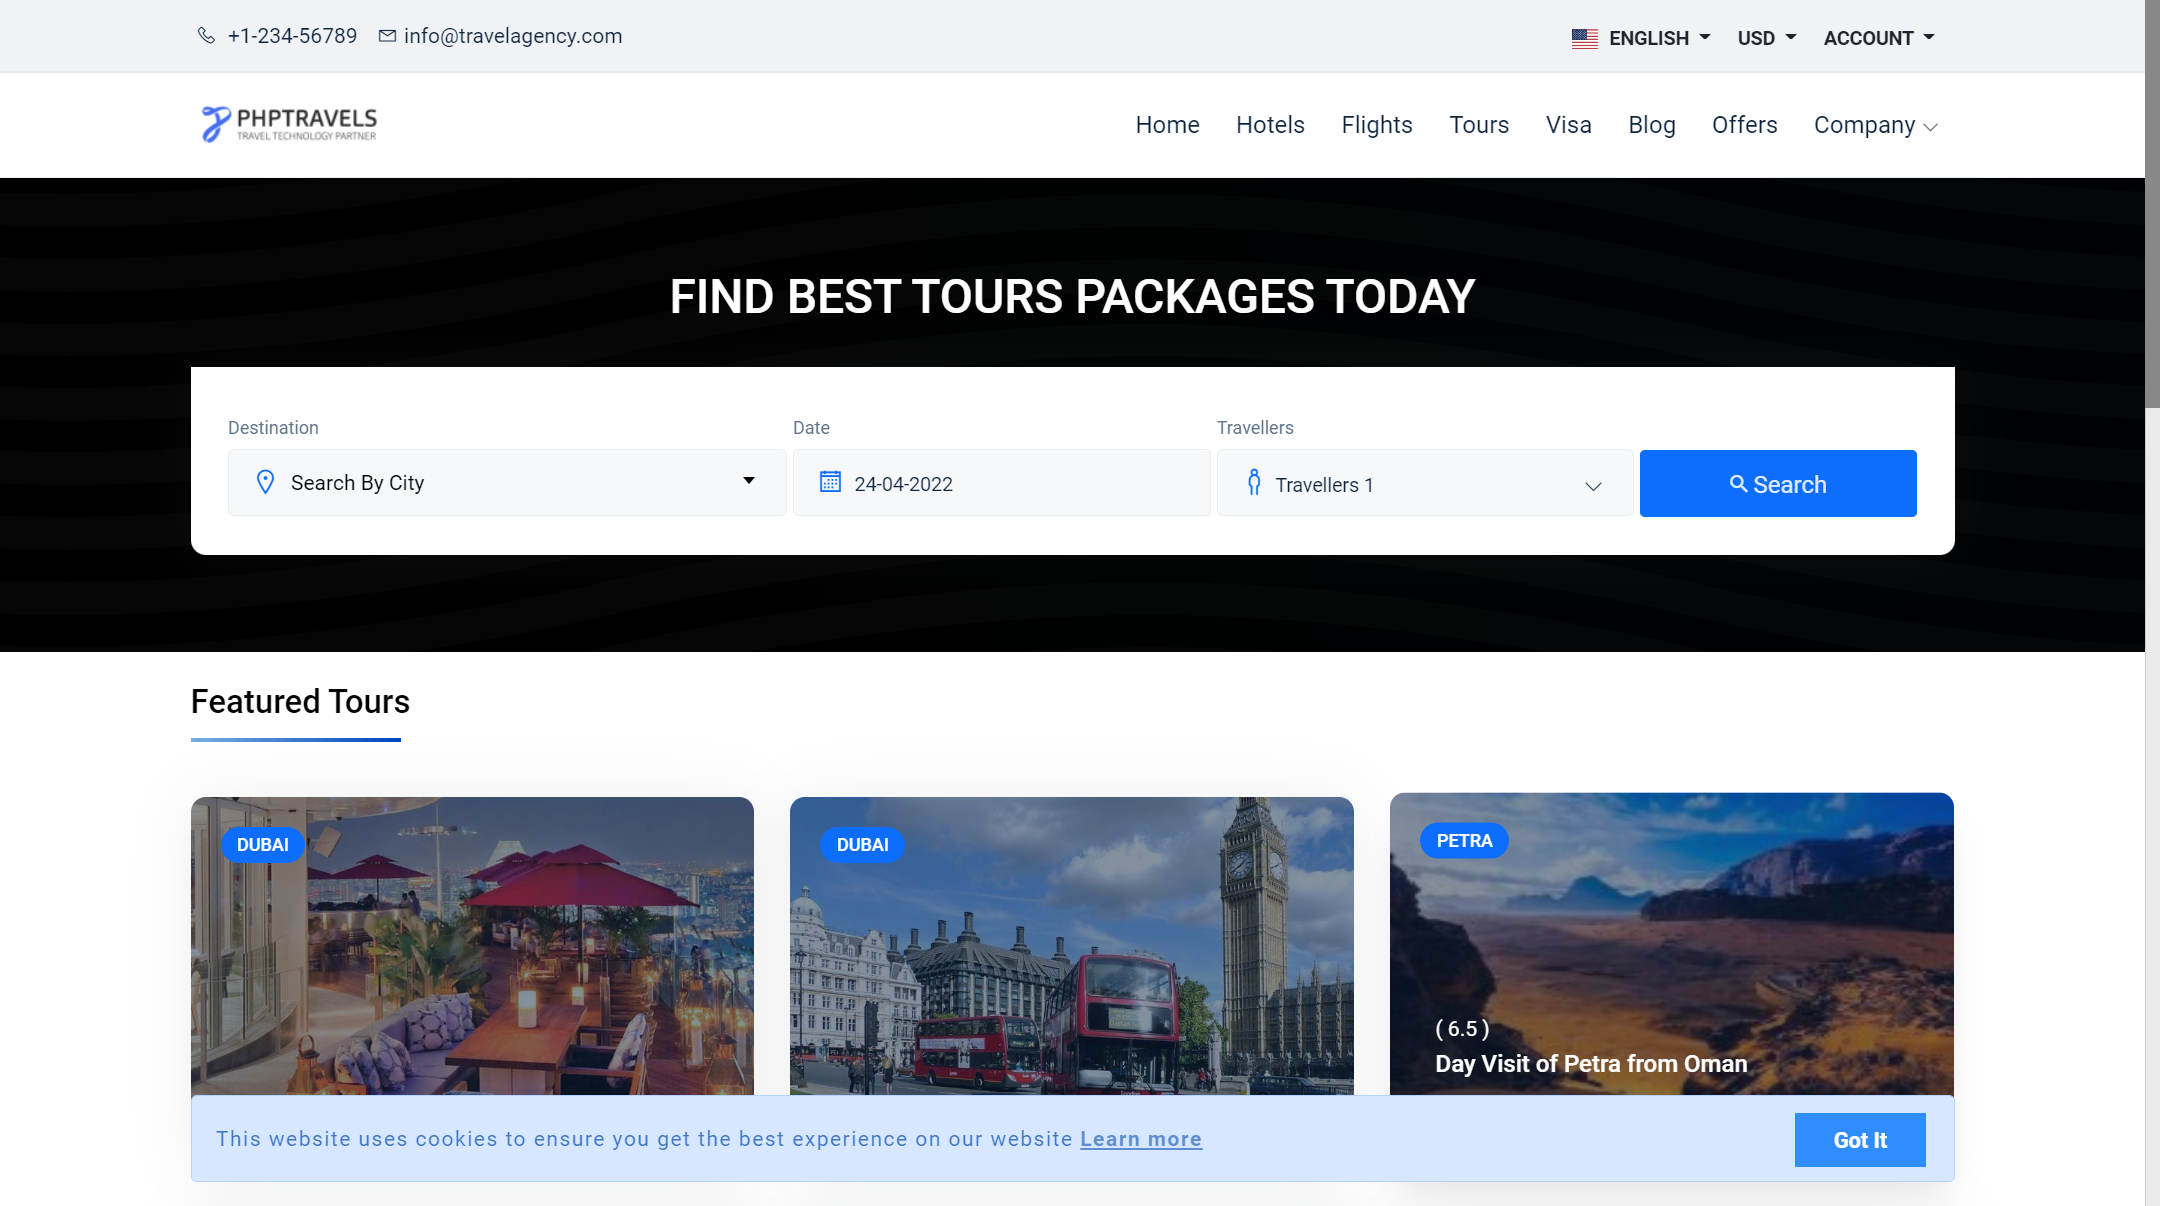 +1-234-56789 info@travelagency.com ENGLISH USD ACCOUNT
PHPTRAVELS
TRAVEL TECHNOLOGY PARTNER
Home Hotels Flights Tours Visa Blog Offers Company
FIND BEST TOURS PACKAGES TODAY
Destination Date Travellers
Search By City 24-04-2022 Travellers 1 Search
Featured Tours
DUBAI DUBAI PETRA
( 6.5 )
Day Visit of Petra from Oman
This website uses cookies to ensure you get the best experience on our website Learn more Got It